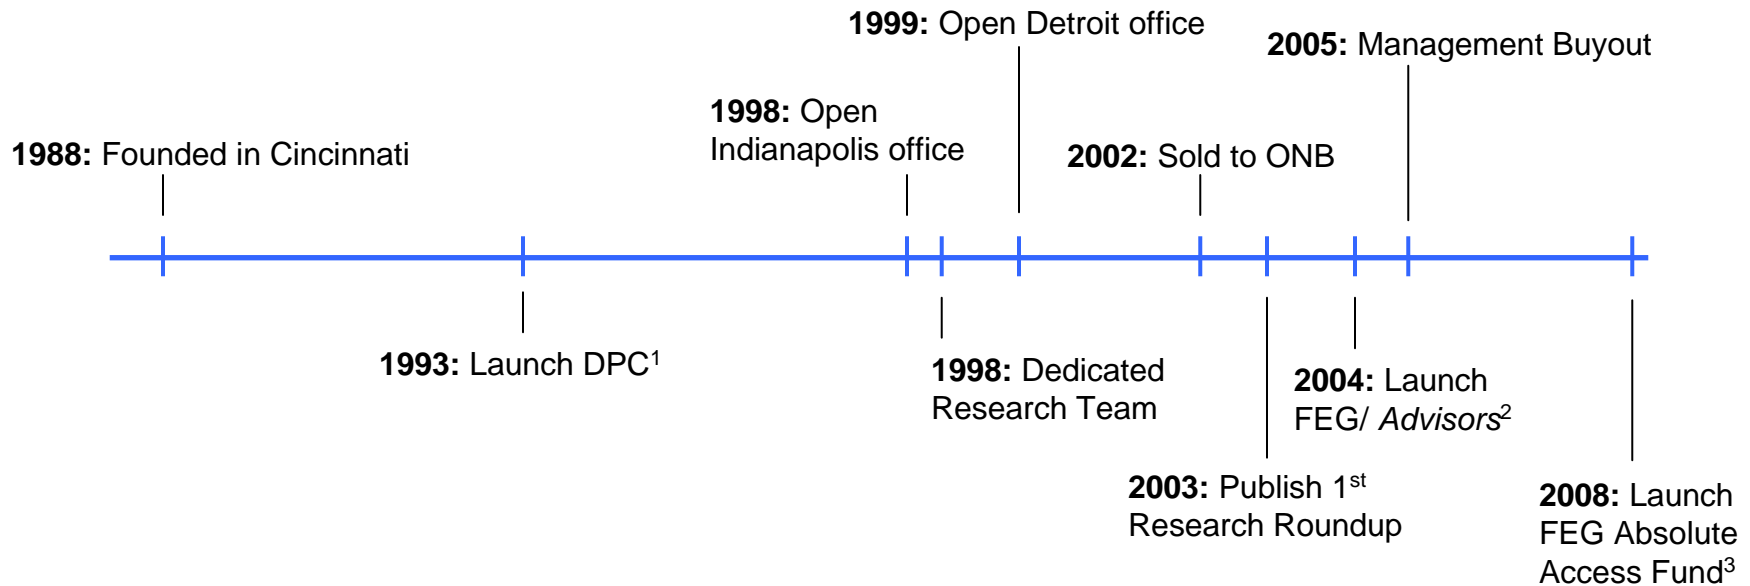 1999: Open Detroit office
2005: Management Buyout
1998: Open
Indianapolis office
1988: Founded in Cincinnati
2002: Sold to ONB
1993: Launch DPC¹
1998: Dedicated
Research Team
2004: Launch
FEG/ Advisors²
2003: Publish 1st
Research Roundup
2008: Launch
FEG Absolute
Access Fund³